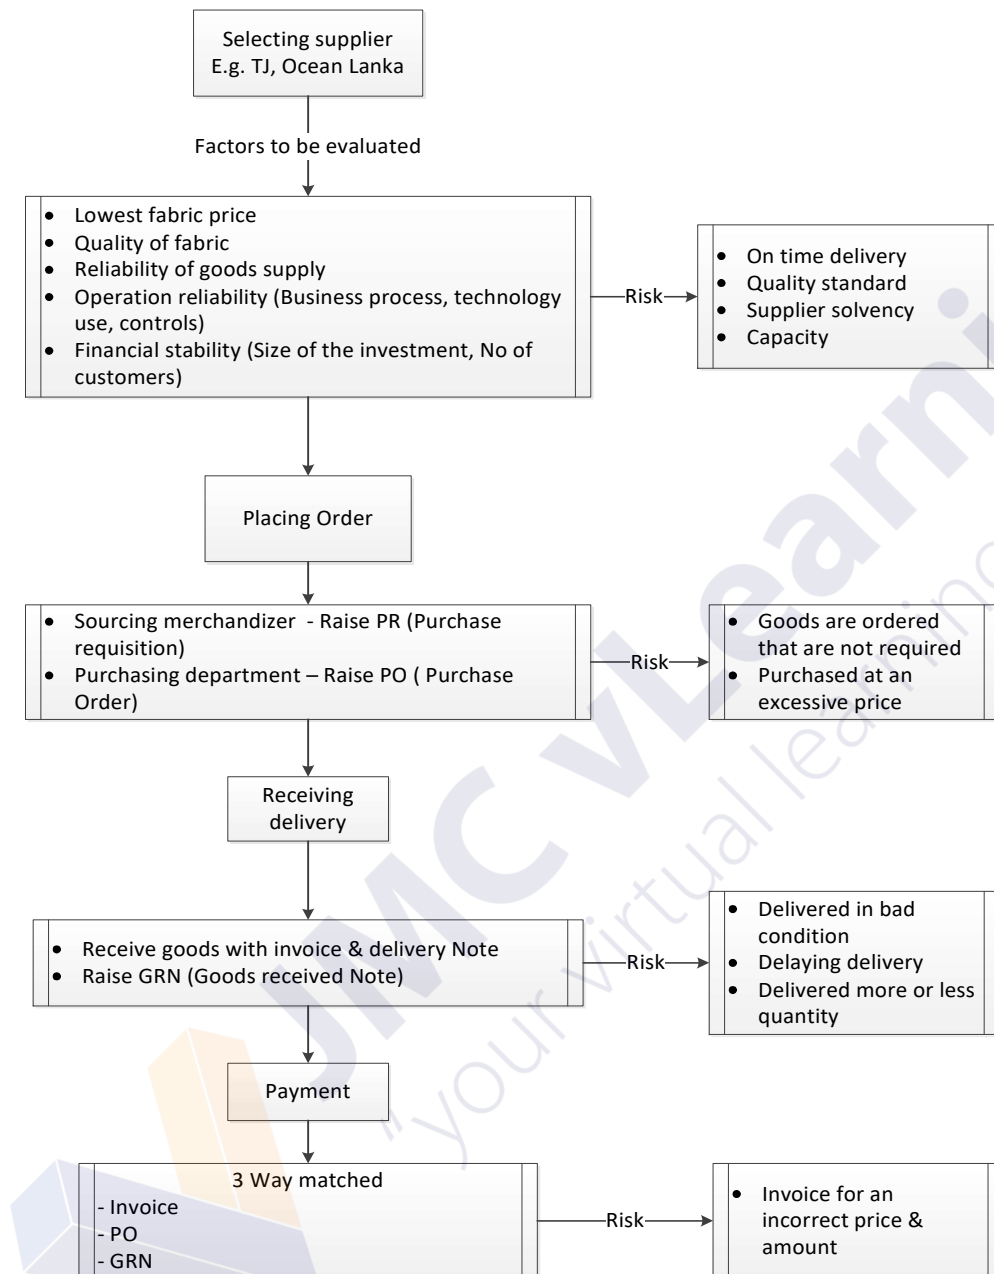 Selecting supplier
E.g. TJ, Ocean Lanka
Factors to be evaluated
• Lowest fabric price
• Quality of fabric
• Reliability of goods supply
• Operation reliability (Business process, technology
use, controls)
• Financial stability (Size of the investment, No of
customers)
Risk
• On time delivery
• Quality standard
• Supplier solvency
• Capacity
Placing Order
• Sourcing merchandizer - Raise PR (Purchase
requisition)
• Purchasing department – Raise PO ( Purchase
Order)
Risk
• Goods are ordered
that are not required
• Purchased at an
excessive price
Receiving
delivery
• Receive goods with invoice & delivery Note
• Raise GRN (Goods received Note)
Risk
• Delivered in bad
condition
• Delaying delivery
• Delivered more or less
quantity
Payment
3 Way matched
- Invoice
- PO
- GRN
Risk
• Invoice for an
incorrect price &
amount
JMC vLearni
"your virtual learning